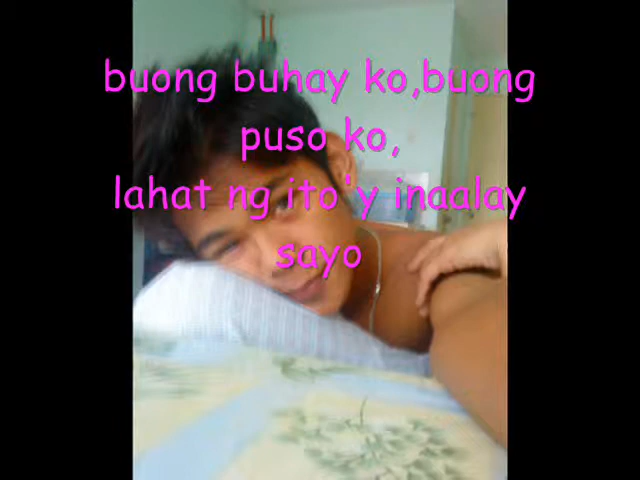 buong buhay ko,buong
puso ko,
lahat ng ito'y inaalay
sayo